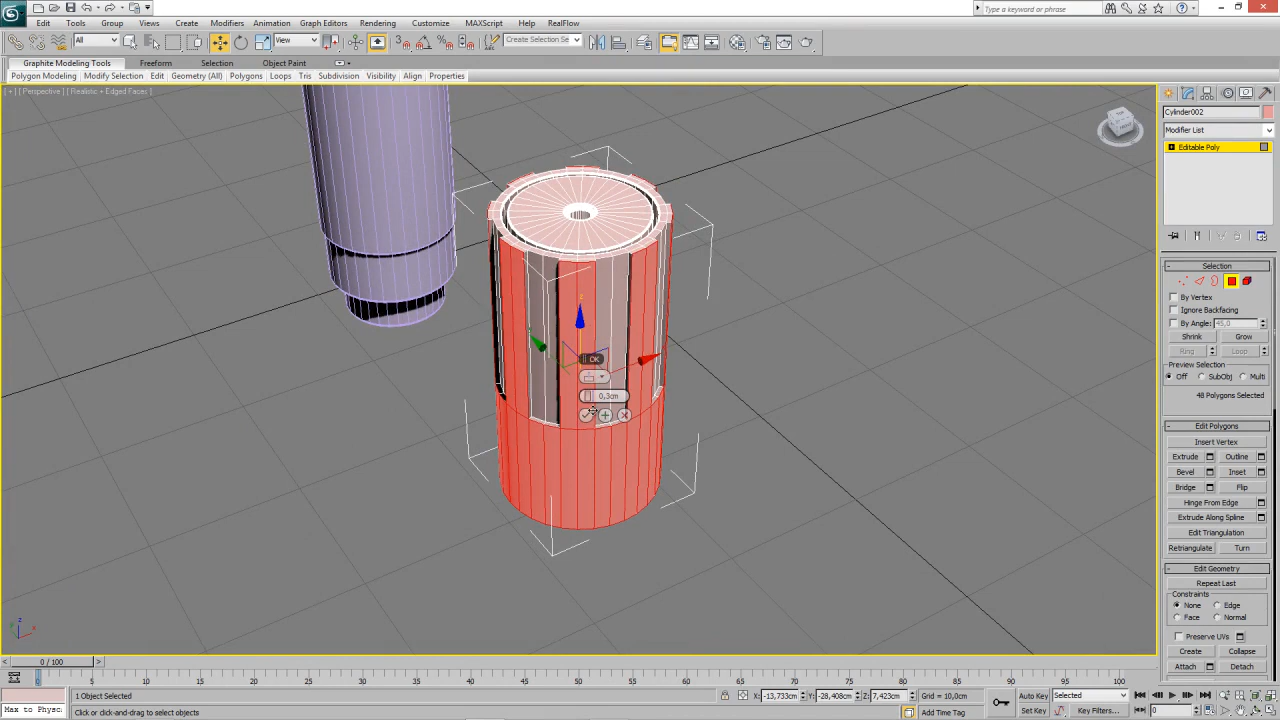 Type a keyword or phrase
Edit Tools Group Views Create Modifiers Animation Graph Editors Rendering Customize MAXScript Help RealFlow
All View Create Selection Se
Graphite Modeling Tools Freeform Selection Object Paint
Polygon Modeling Modify Selection Edit Geometry (All) Polygons Loops Tris Subdivision Visibility Align Properties
[ + ] [ Perspective ] [ Realistic + Edged Faces ]
Cylinder002
Modifier List
Editable Poly
Selection
By Vertex
Ignore Backfacing
By Angle: 45,0
Shrink Grow
Ring Loop
Preview Selection
Off SubObj Multi
48 Polygons Selected
Edit Polygons
Insert Vertex
Extrude Outline
Bevel Inset
Bridge Flip
Hinge From Edge
Extrude Along Spline
Edit Triangulation
Retriangulate Turn
Edit Geometry
Repeat Last
Constraints
None Edge
Face Normal
Preserve UVs
Create Collapse
Attach Detach
OK
0,3cm
z
z x
0 / 100
0 5 10 15 20 25 30 35 40 45 50 55 60 65 70 75 80 85 90 95 100
1 Object Selected X: -13,733cm Y: -28,408cm Z: 7,423cm Grid = 10,0cm Auto Key Selected
Max to Physc Click or click-and-drag to select objects Add Time Tag Set Key Key Filters... 0